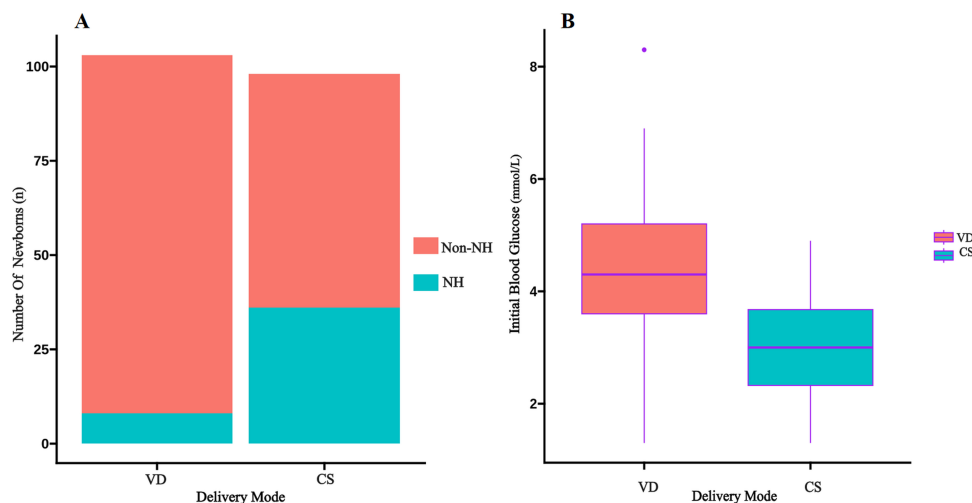 A
Number Of Newborns (n)
100
75
50
25
0
VD
CS
Delivery Mode
Non-NH
NH
B
Initial Blood Glucose (mmol/L)
8
6
4
2
VD
CS
Delivery Mode
VD
CS